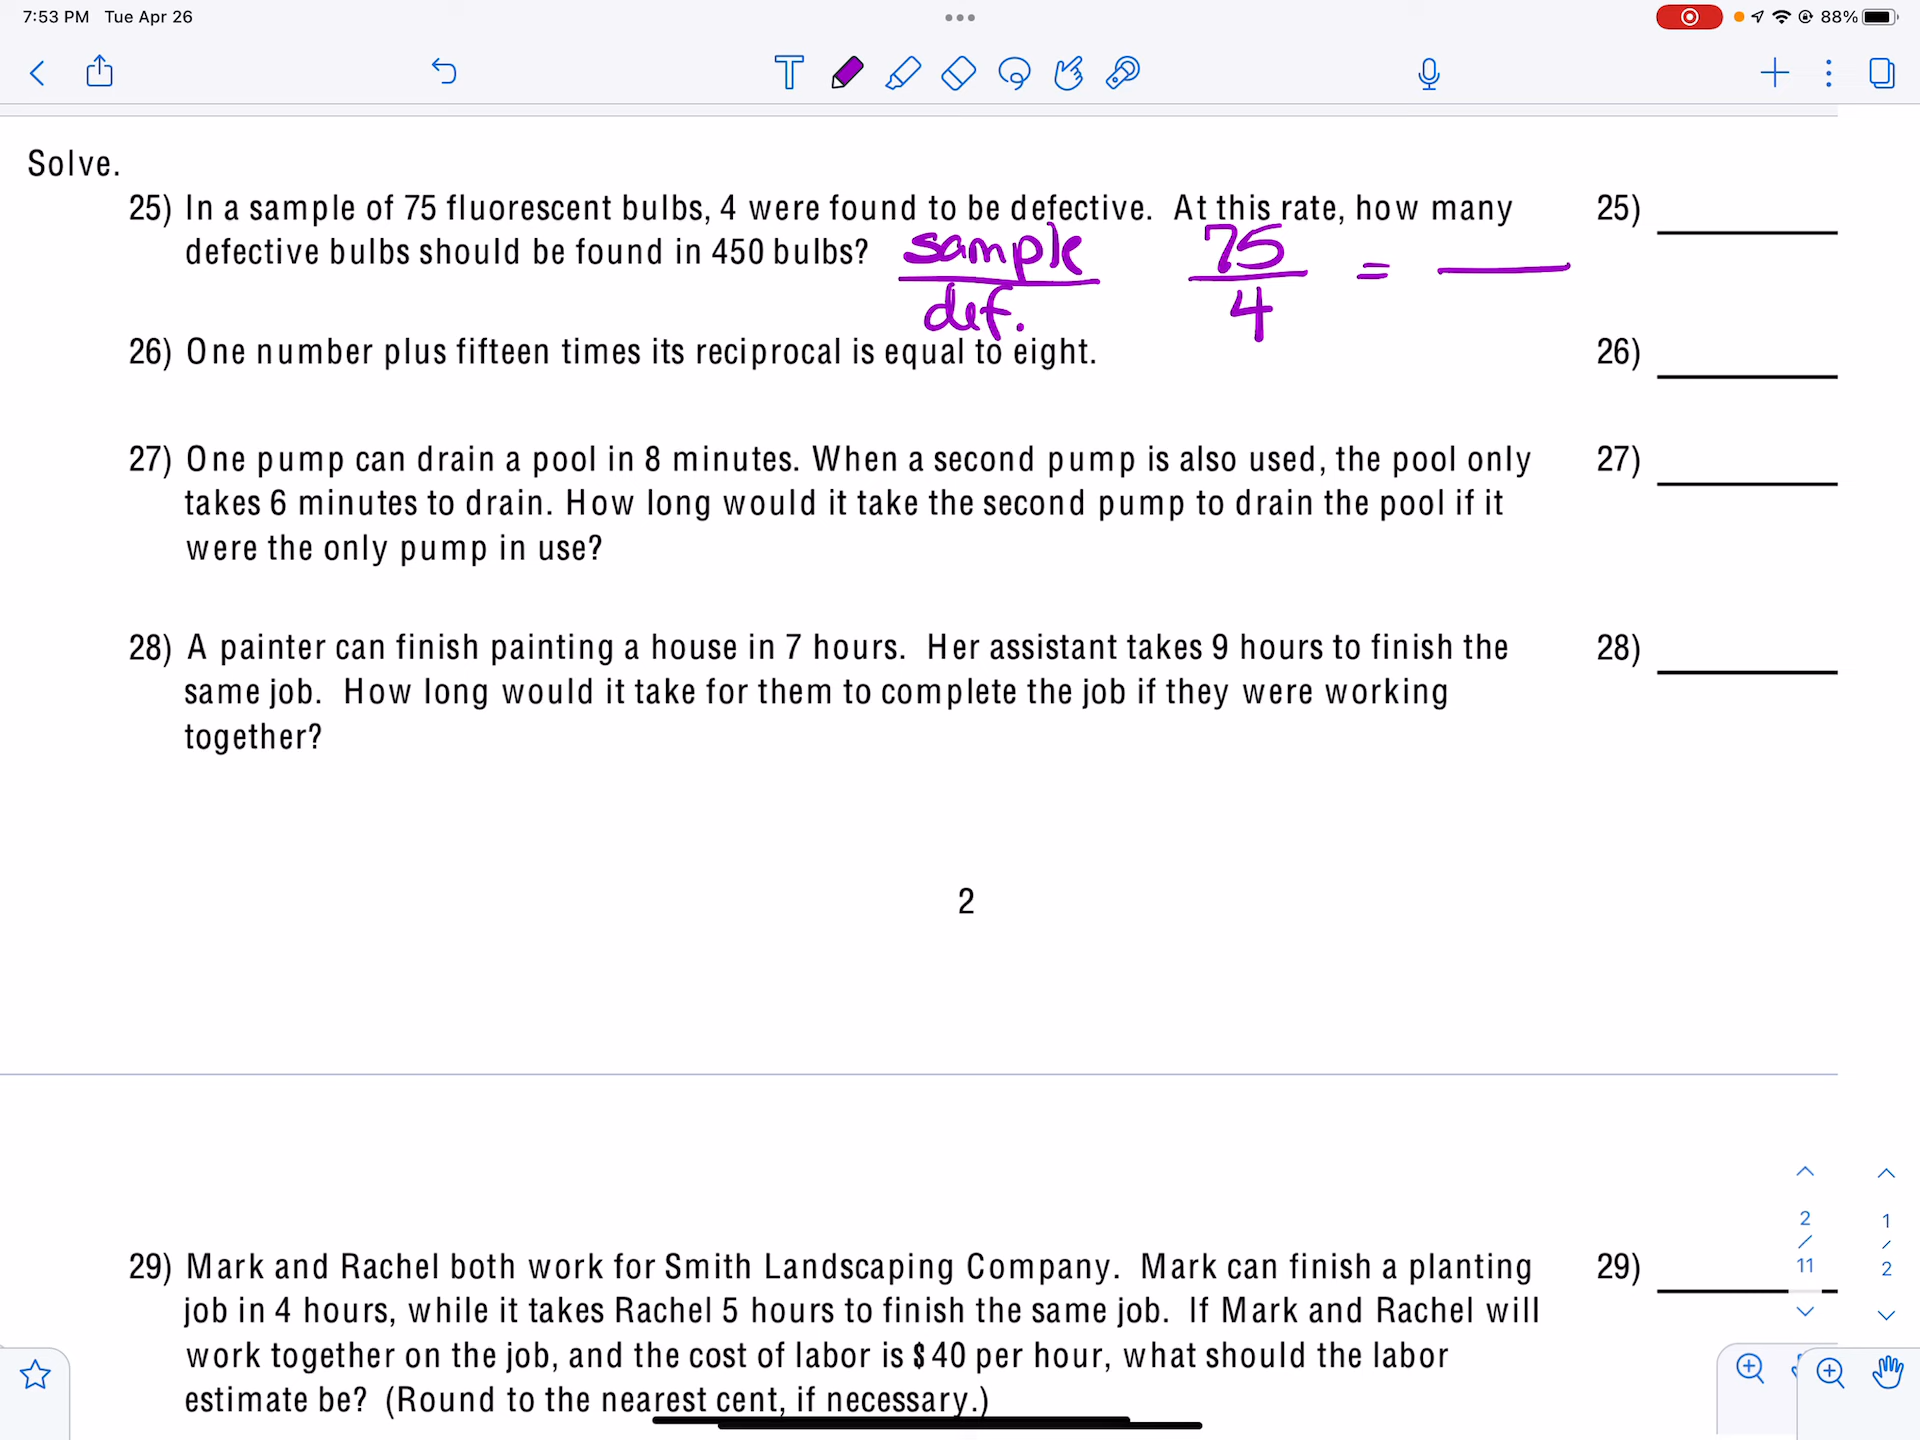 7:53 PM Tue Apr 26
88%
Solve.
25) In a sample of 75 fluorescent bulbs, 4 were found to be defective. At this rate, how many 25)
defective bulbs should be found in 450 bulbs?
sample 75
def. 4 =
26) One number plus fifteen times its reciprocal is equal to eight. 26)
27) One pump can drain a pool in 8 minutes. When a second pump is also used, the pool only 27)
takes 6 minutes to drain. How long would it take the second pump to drain the pool if it
were the only pump in use?
28) A painter can finish painting a house in 7 hours. Her assistant takes 9 hours to finish the 28)
same job. How long would it take for them to complete the job if they were working
together?
2
2 / 11
1 / 2
29) Mark and Rachel both work for Smith Landscaping Company. Mark can finish a planting 29)
job in 4 hours, while it takes Rachel 5 hours to finish the same job. If Mark and Rachel will
work together on the job, and the cost of labor is $40 per hour, what should the labor
estimate be? (Round to the nearest cent, if necessary.)